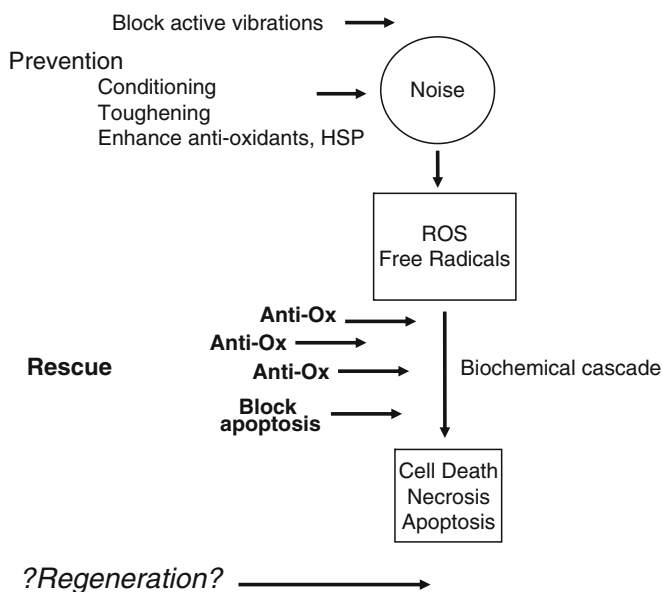 Block active vibrations
Prevention
Conditioning
Toughening
Enhance anti-oxidants, HSP
Noise
ROS
Free Radicals
Anti-Ox
Anti-Ox
Rescue
Anti-Ox
Biochemical cascade
Block
apoptosis
Cell Death
Necrosis
Apoptosis
?Regeneration?